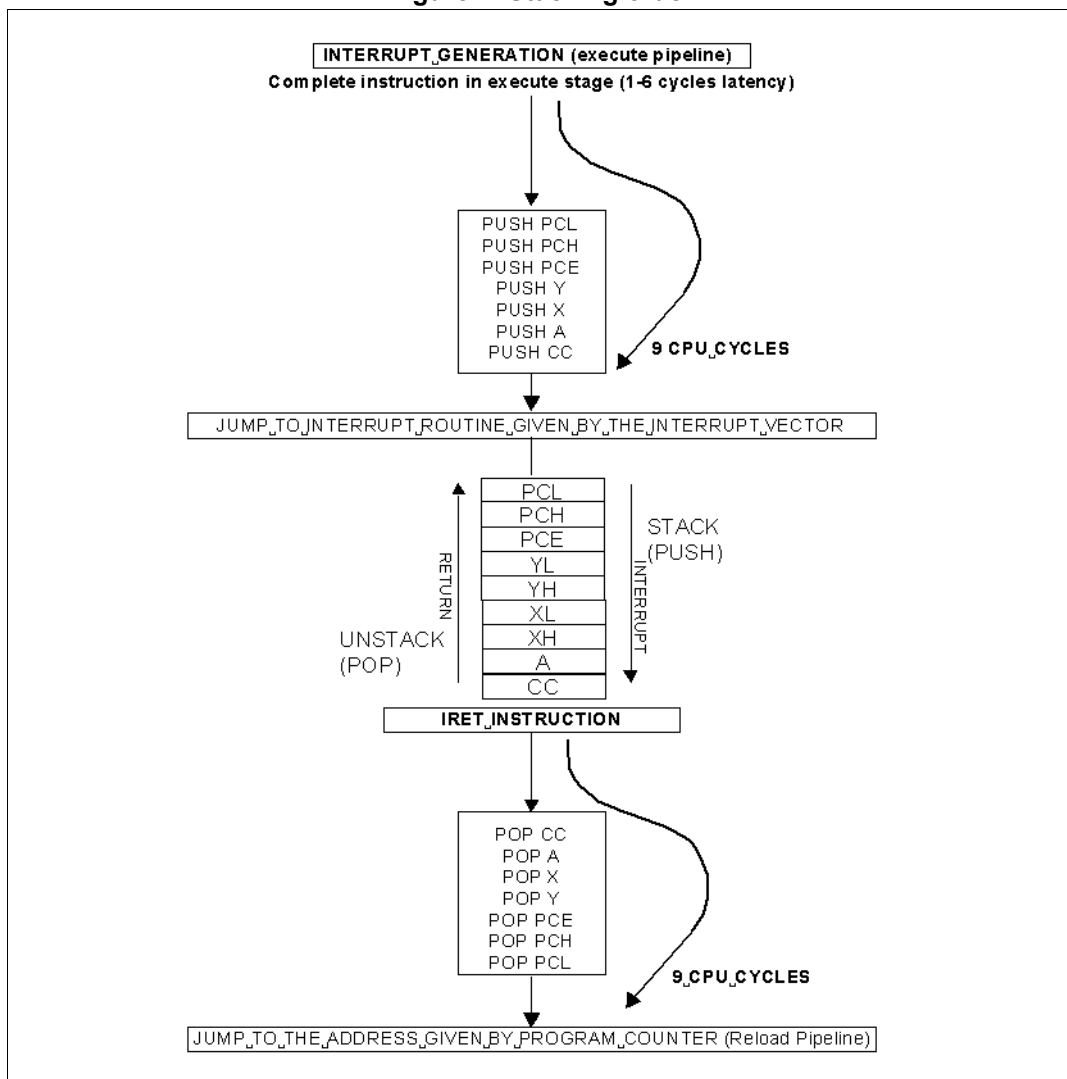 INTERRUPT␣GENERATION (execute pipeline)
Complete instruction in execute stage (1-6 cycles latency)
PUSH PCL
PUSH PCH
PUSH PCE
PUSH Y
PUSH X
PUSH A
PUSH CC
9 CPU␣CYCLES
JUMP␣TO␣INTERRUPT␣ROUTINE␣GIVEN␣BY␣THE␣INTERRUPT␣VECTOR
PCL
PCH
PCE
YL
YH
XL
XH
A
CC
RETURN
UNSTACK
(POP)
INTERRUPT
STACK
(PUSH)
IRET␣INSTRUCTION
POP CC
POP A
POP X
POP Y
POP PCE
POP PCH
POP PCL
9␣CPU␣CYCLES
JUMP␣TO␣THE␣ADDRESS␣GIVEN␣BY␣PROGRAM␣COUNTER (Reload Pipeline)